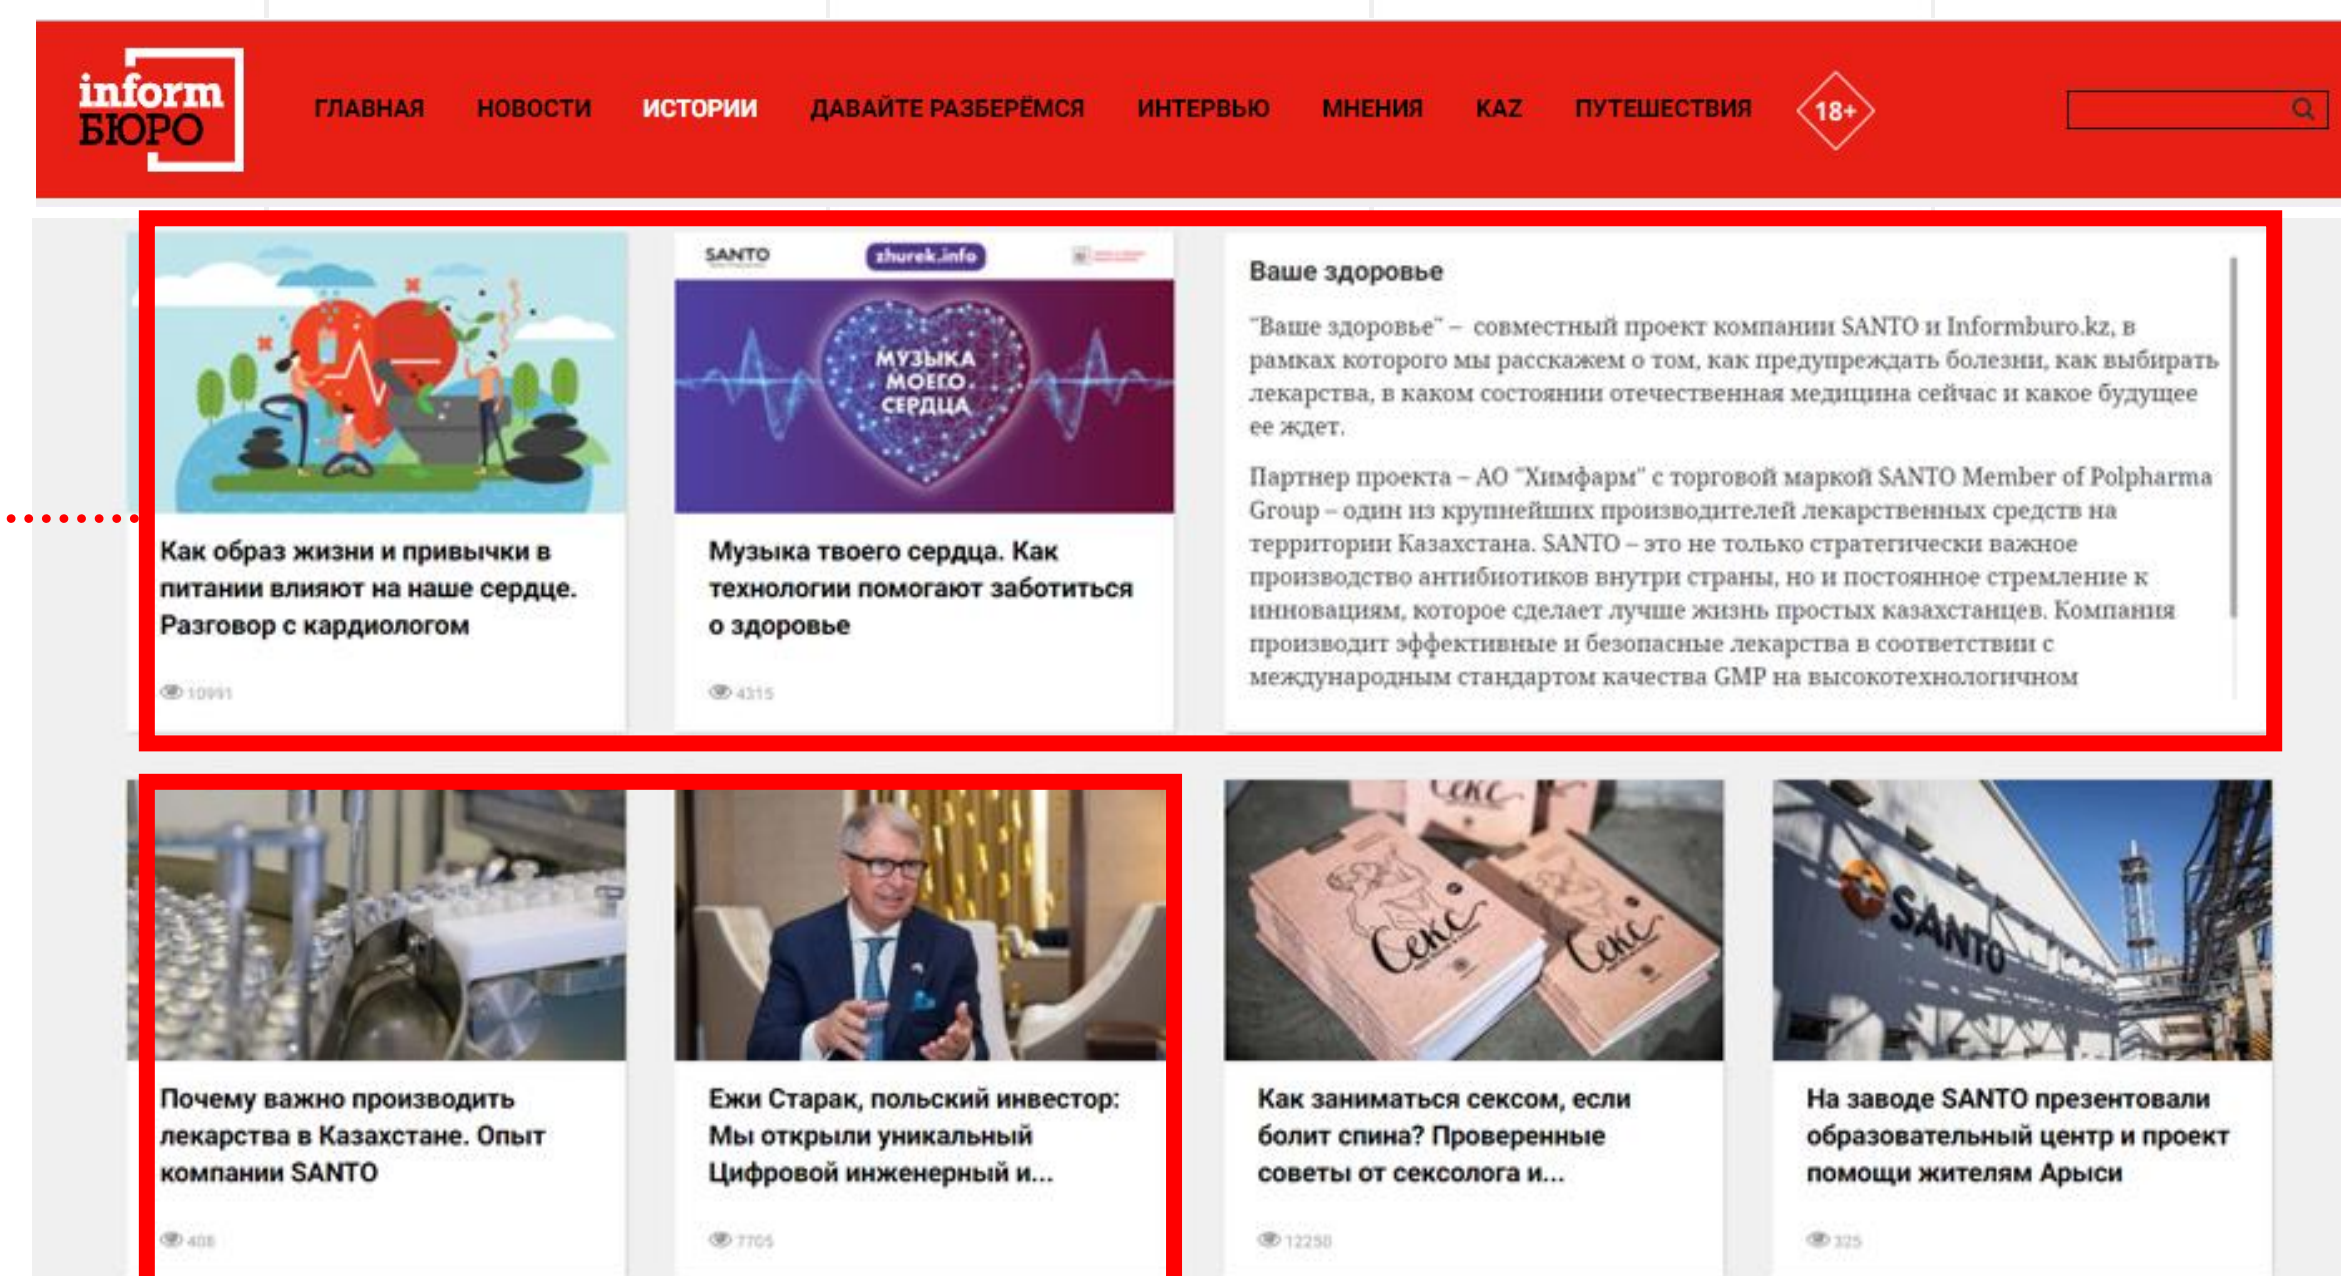 inform
БЮРО
ГЛАВНАЯ НОВОСТИ ИСТОРИИ ДАВАЙТЕ РАЗБЕРЁМСЯ ИНТЕРВЬЮ МНЕНИЯ KAZ ПУТЕШЕСТВИЯ 18+
SANTO zhurek.info
МУЗЫКА
МОЕГО
СЕРДЦА
Как образ жизни и привычки в
питании влияют на наше сердце.
Разговор с кардиологом
10991
Музыка твоего сердца. Как
технологии помогают заботиться
о здоровье
4315
Ваше здоровье
"Ваше здоровье" – совместный проект компании SANTO и Informburo.kz, в
рамках которого мы расскажем о том, как предупреждать болезни, как выбирать
лекарства, в каком состоянии отечественная медицина сейчас и какое будущее
ее ждет.
Партнер проекта – АО "Химфарм" с торговой маркой SANTO Member of Polpharma
Group – один из крупнейших производителей лекарственных средств на
территории Казахстана. SANTO – это не только стратегически важное
производство антибиотиков внутри страны, но и постоянное стремление к
инновациям, которое сделает лучше жизнь простых казахстанцев. Компания
производит эффективные и безопасные лекарства в соответствии с
международным стандартом качества GMP на высокотехнологичном
Секс
Секс
Секс
SANTO
Почему важно производить
лекарства в Казахстане. Опыт
компании SANTO
408
Ежи Старак, польский инвестор:
Мы открыли уникальный
Цифровой инженерный и...
7705
Как заниматься сексом, если
болит спина? Проверенные
советы от сексолога и...
12250
На заводе SANTO презентовали
образовательный центр и проект
помощи жителям Арыси
325